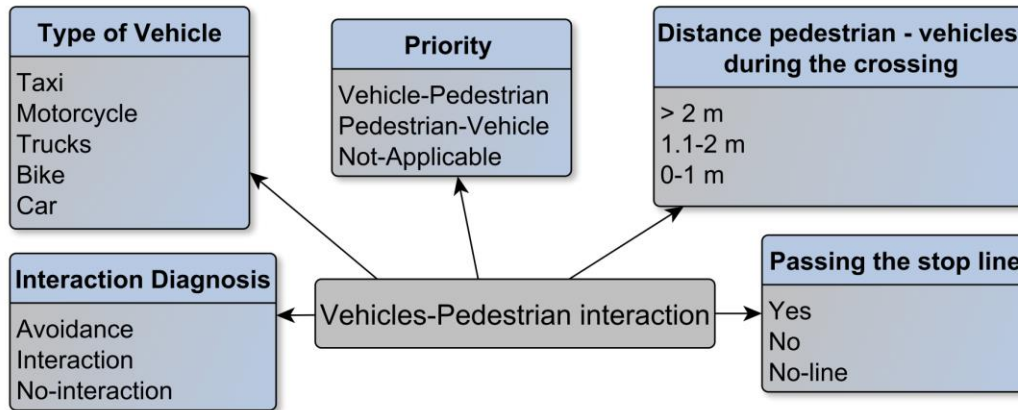 Type of Vehicle
Taxi
Motorcycle
Trucks
Bike
Car
Priority
Vehicle-Pedestrian
Pedestrian-Vehicle
Not-Applicable
Distance pedestrian - vehicles
during the crossing
> 2 m
1.1-2 m
0-1 m
Interaction Diagnosis
Avoidance
Interaction
No-interaction
Vehicles-Pedestrian interaction
Passing the stop line
Yes
No
No-line